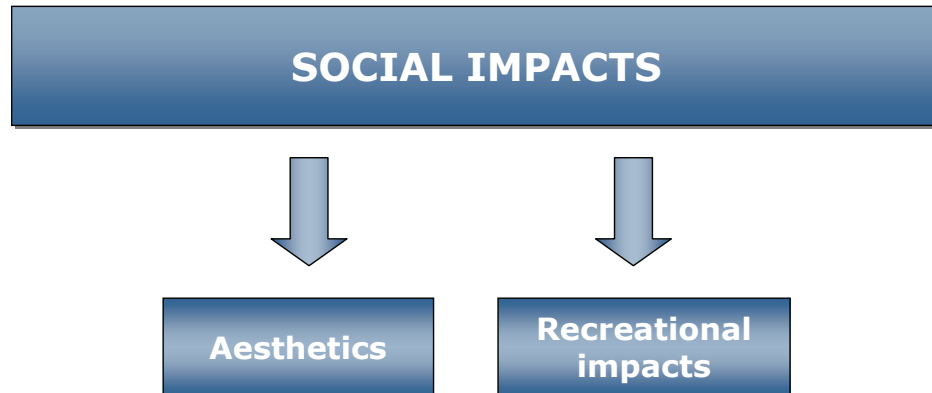 SOCIAL IMPACTS
Aesthetics
Recreational
impacts